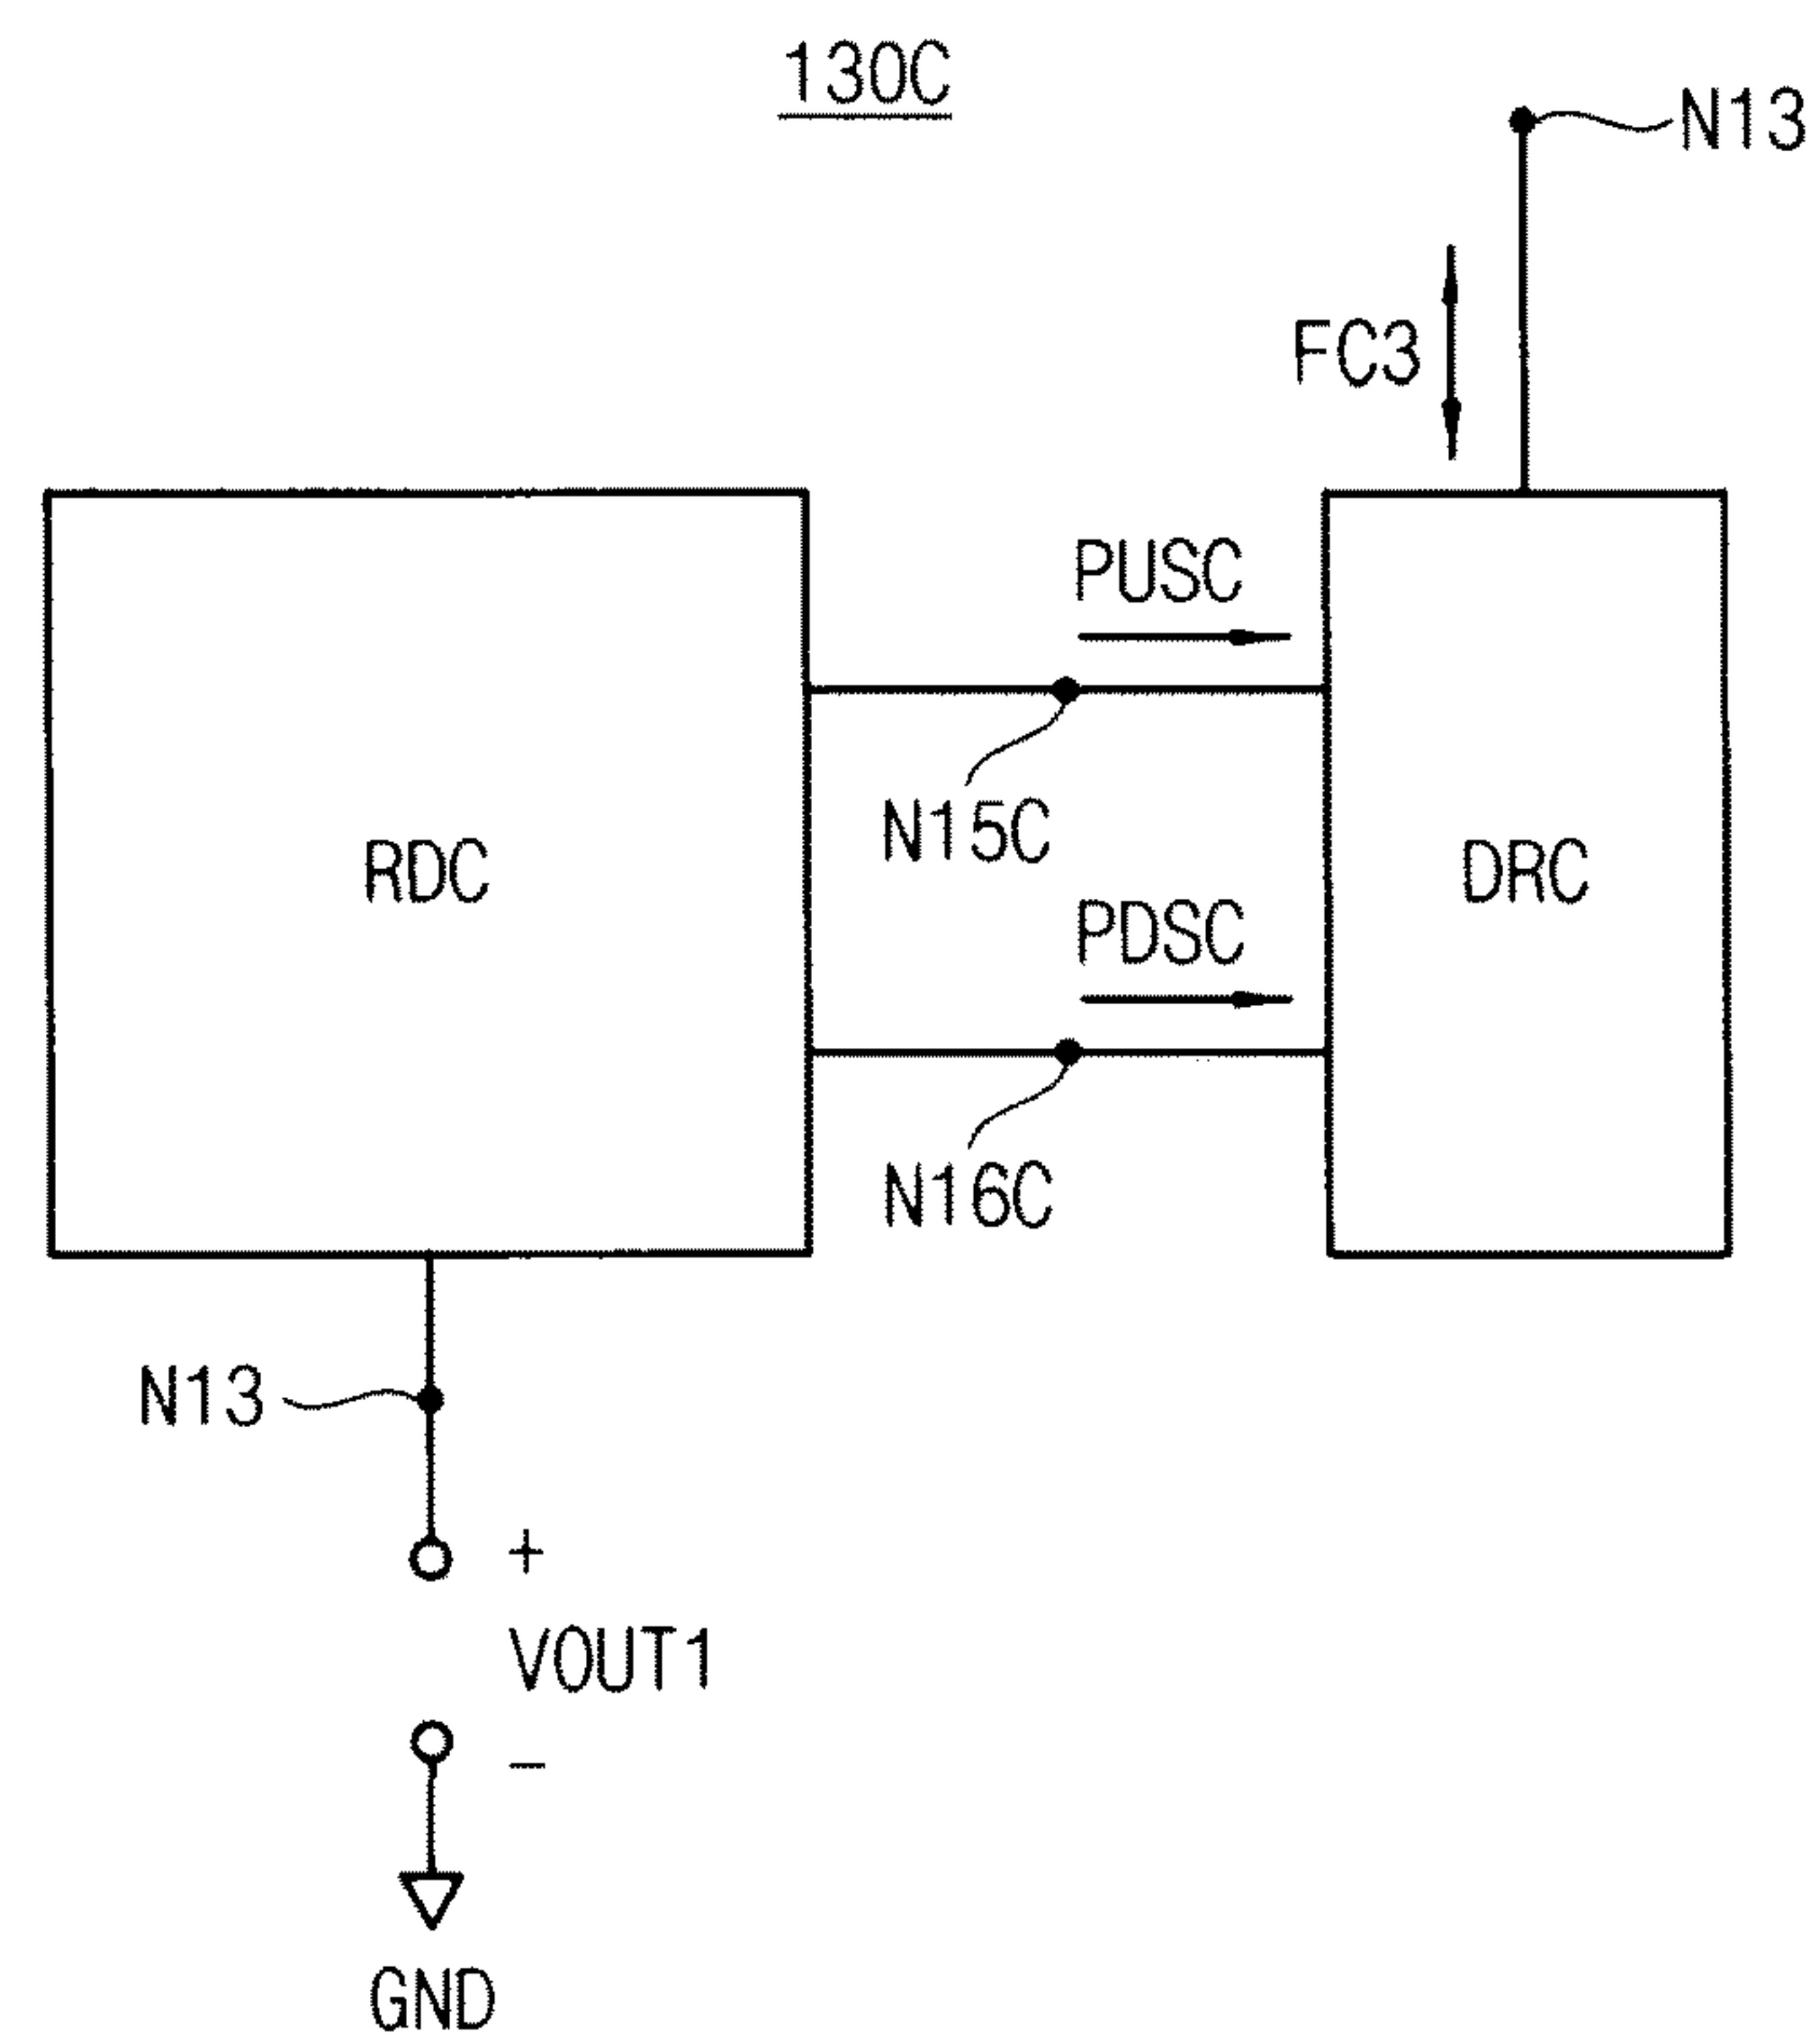 130C
N13
FC3
PUSC
N15C
RDC
DRC
PDSC
N16C
N13
+
VOUT1
−
GND